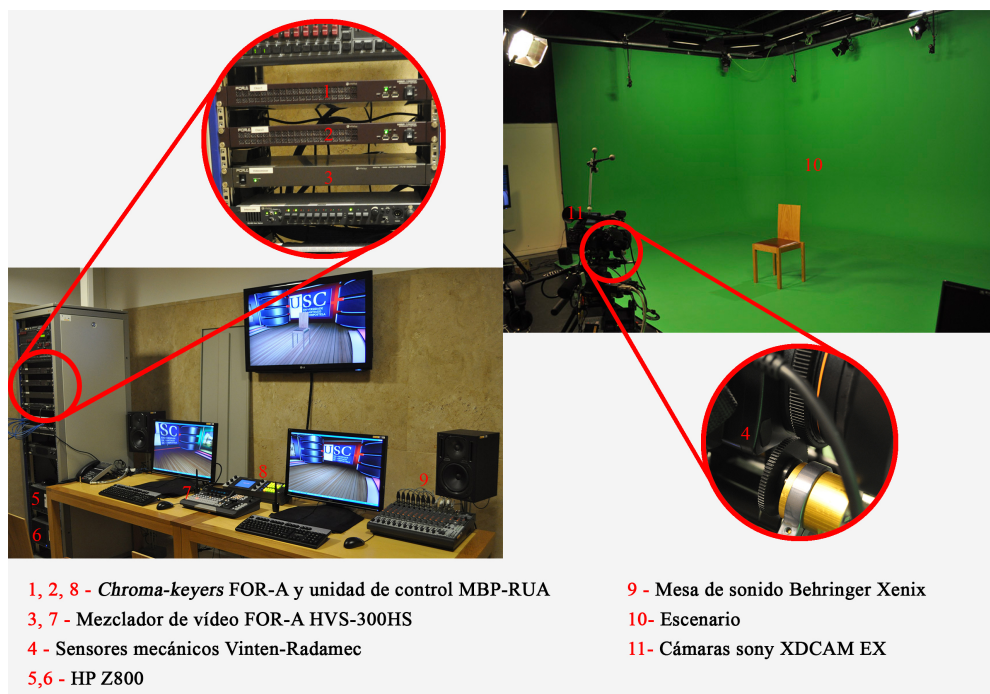 FOR.A
1
FOR.A
2
3
10
11
4
USC
SC
USC
8
9
7
5
6
1, 2, 8 - Chroma-keyers FOR-A y unidad de control MBP-RUA
3, 7 - Mezclador de vídeo FOR-A HVS-300HS
4 - Sensores mecánicos Vinten-Radamec
5,6 - HP Z800
9 - Mesa de sonido Behringer Xenix
10- Escenario
11- Cámaras sony XDCAM EX